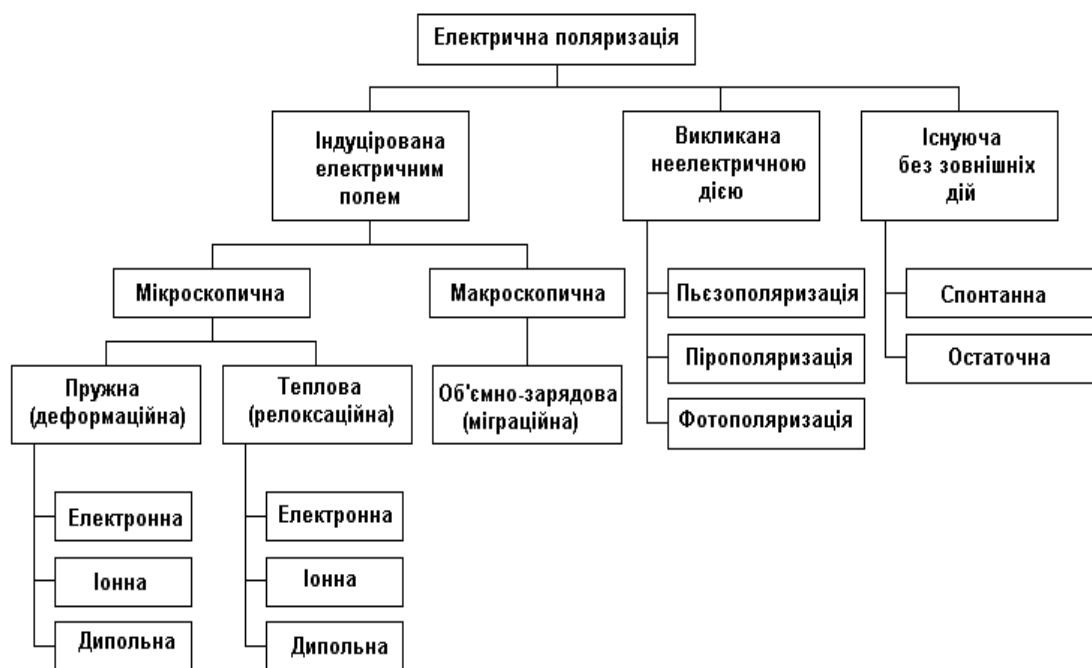 Електрична поляризація
Індуцірована
електричним
полем
Викликана
неелектричною
дією
Існуюча
без зовнішніх
дій
Мікроскопична
Макроскопична
Пьєзополяризація
Пірополяризація
Фотополяризація
Спонтанна
Остаточна
Пружна
(деформаційна)
Теплова
(релоксаційна)
Об'ємно-зарядова
(міграційна)
Електронна
Іонна
Дипольна
Електронна
Іонна
Дипольна